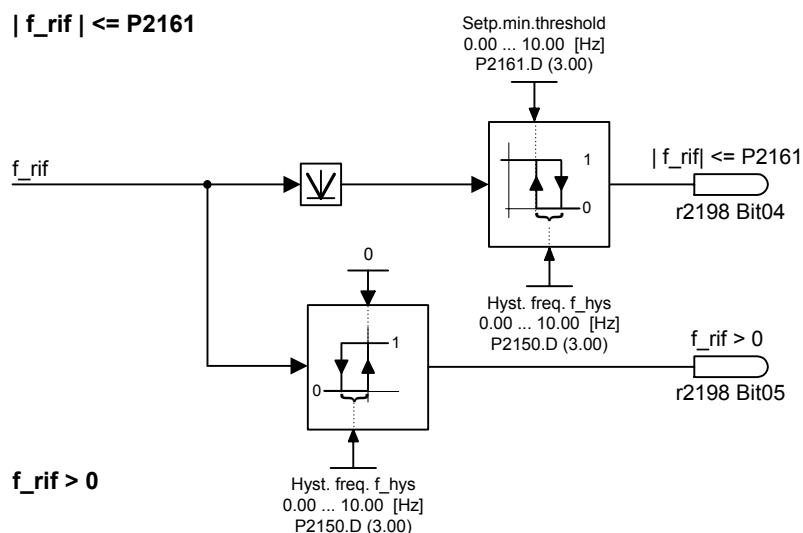 | f_rif | <= P2161
Setp.min.threshold
0.00 ... 10.00 [Hz]
P2161.D (3.00)
f_rif
1
0
| f_rif| <= P2161
r2198 Bit04
Hyst. freq. f_hys
0.00 ... 10.00 [Hz]
P2150.D (3.00)
0
1
0
f_rif > 0
r2198 Bit05
f_rif > 0
Hyst. freq. f_hys
0.00 ... 10.00 [Hz]
P2150.D (3.00)